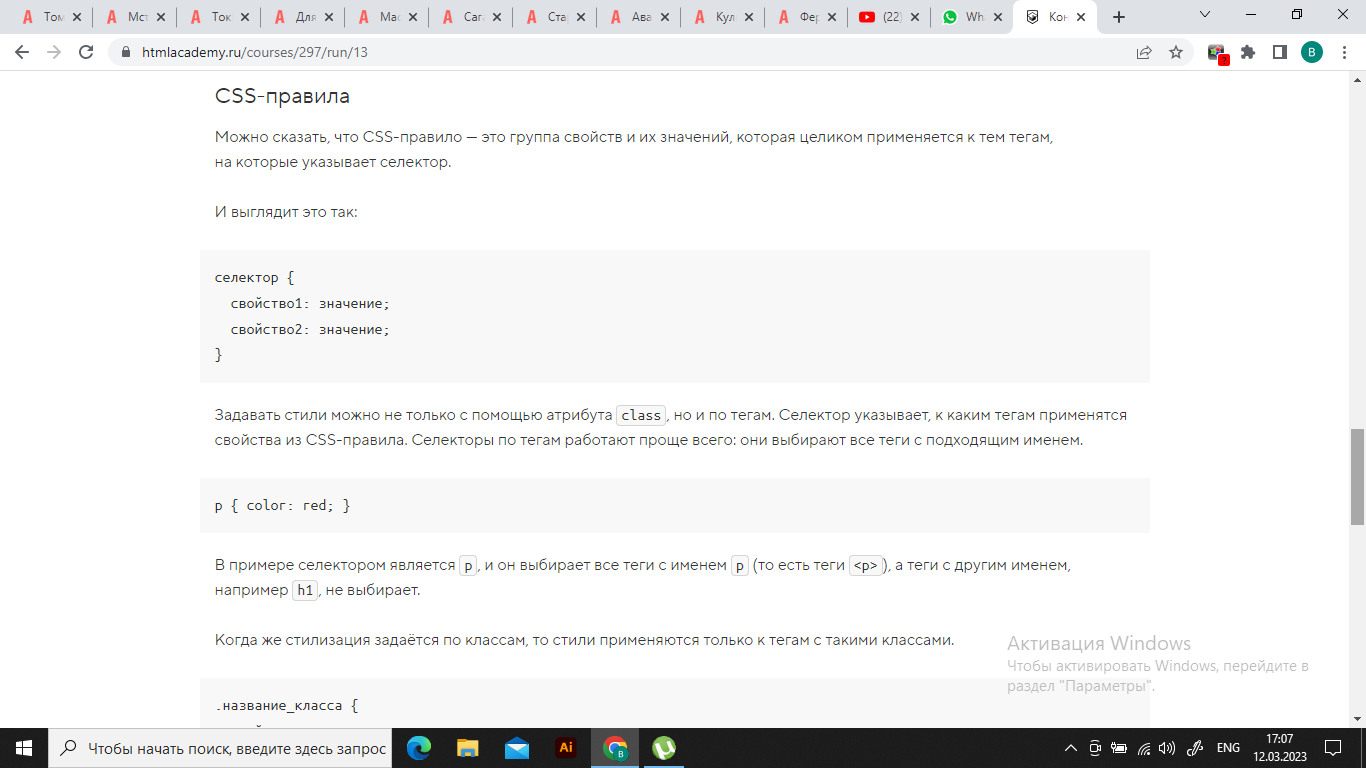 Том
Мст
Ток
Для
Мас
Сага
Стар
Ава
Кул
Фер
(22)
Wha
Кон
htmlacademy.ru/courses/297/run/13
В
CSS-правила
Можно сказать, что CSS-правило — это группа свойств и их значений, которая целиком применяется к тем тегам,
на которые указывает селектор.
И выглядит это так:
селектор {
свойство1: значение;
свойство2: значение;
}
Задавать стили можно не только с помощью атрибута class, но и по тегам. Селектор указывает, к каким тегам применятся
свойства из CSS-правила. Селекторы по тегам работают проще всего: они выбирают все теги с подходящим именем.
p { color: red; }
В примере селектором является p, и он выбирает все теги с именем p (то есть теги <p>), а теги с другим именем,
например h1, не выбирает.
Когда же стилизация задаётся по классам, то стили применяются только к тегам с такими классами.
.название_класса {
Активация Windows
Чтобы активировать Windows, перейдите в
раздел "Параметры".
Чтобы начать поиск, введите здесь запрос
Ai
В
ENG
17:07
12.03.2023